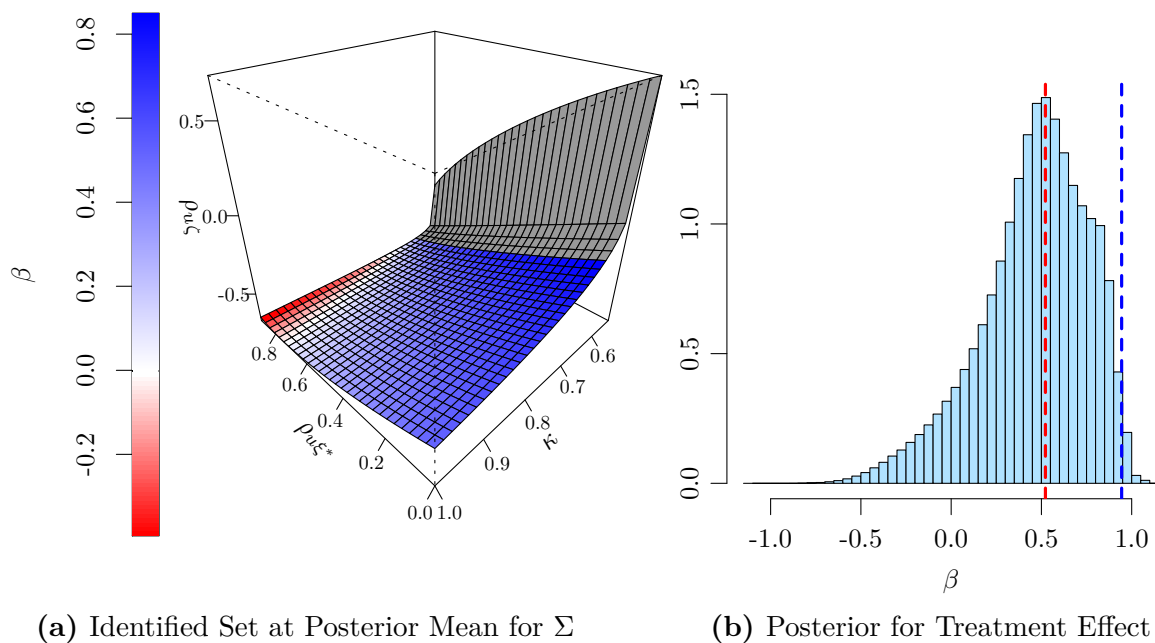 0.8
0.6
0.4
0.2
0.0
-0.2
β
0.5
0.0
-0.5
ρuζ
0.8
0.6
0.4
0.2
0.0
ρuξ*
1.0
0.9
0.8
0.7
0.6
κ
1.5
1.0
0.5
0.0
-1.0 -0.5 0.0 0.5 1.0
β
(a) Identified Set at Posterior Mean for Σ
(b) Posterior for Treatment Effect